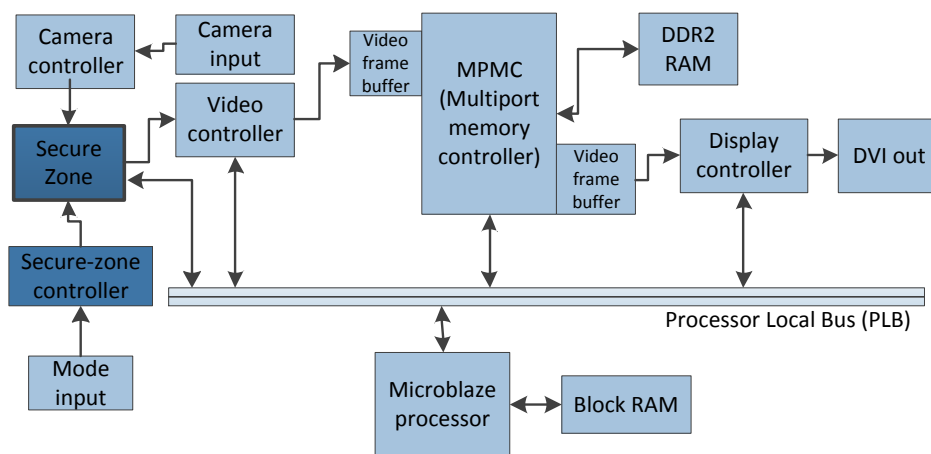 Camera
controller
Camera
input
Video
frame
buffer
MPMC
(Multiport
memory
controller)
DDR2
RAM
Secure
Zone
Video
controller
Video
frame
buffer
Display
controller
DVI out
Secure-zone
controller
Processor Local Bus (PLB)
Mode
input
Microblaze
processor
Block RAM